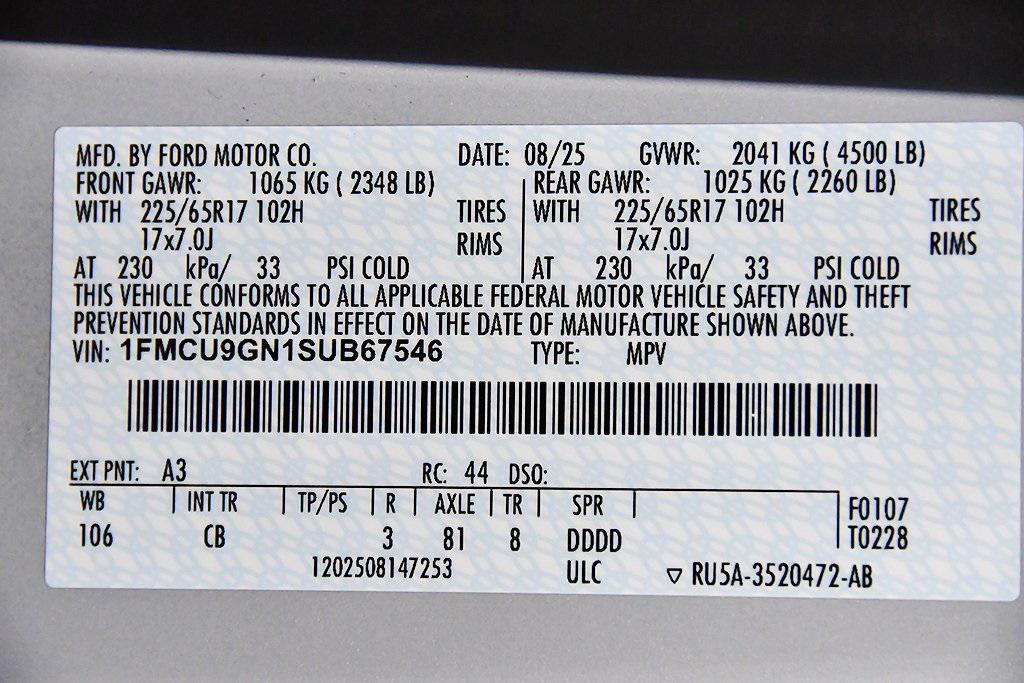 MFD. BY FORD MOTOR CO. DATE: 08/25 GVWR: 2041 KG ( 4500 LB)
FRONT GAWR: 1065 KG ( 2348 LB) REAR GAWR: 1025 KG ( 2260 LB)
WITH 225/65R17 102H TIRES WITH 225/65R17 102H TIRES
17x7.0J RIMS 17x7.0J RIMS
AT 230 kPa/ 33 PSI COLD AT 230 kPa/ 33 PSI COLD
THIS VEHICLE CONFORMS TO ALL APPLICABLE FEDERAL MOTOR VEHICLE SAFETY AND THEFT
PREVENTION STANDARDS IN EFFECT ON THE DATE OF MANUFACTURE SHOWN ABOVE.
VIN: 1FMCU9GN1SUB67546 TYPE: MPV
EXT PNT: A3 RC: 44 DSO:
WB INT TR TP/PS R AXLE TR SPR F0107
106 CB 3 81 8 DDDD T0228
1202508147253 ULC ▽ RU5A-3520472-AB